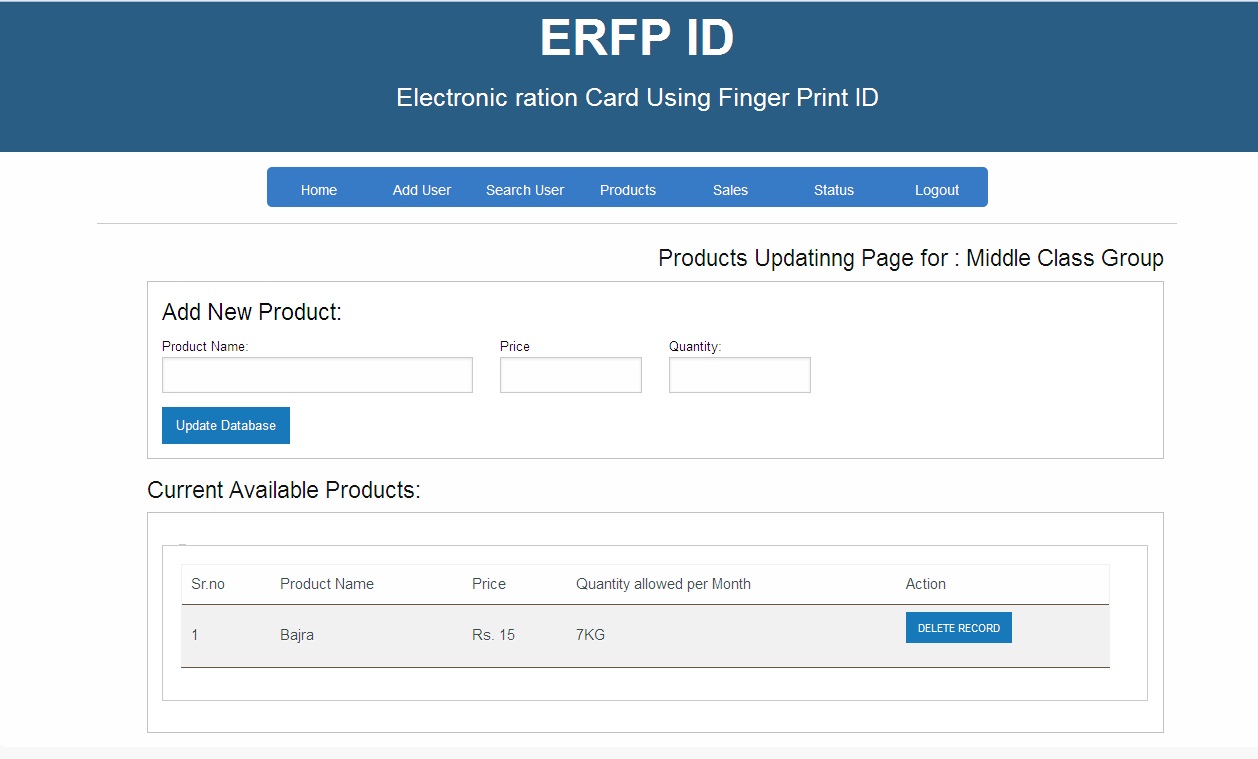 ERFP ID
Electronic ration Card Using Finger Print ID
Home Add User Search User Products Sales Status Logout
Products Updatinng Page for : Middle Class Group
Add New Product:
Product Name: Price Quantity:
Update Database
Current Available Products:
Sr.no Product Name Price Quantity allowed per Month Action
1 Bajra Rs. 15 7KG DELETE RECORD